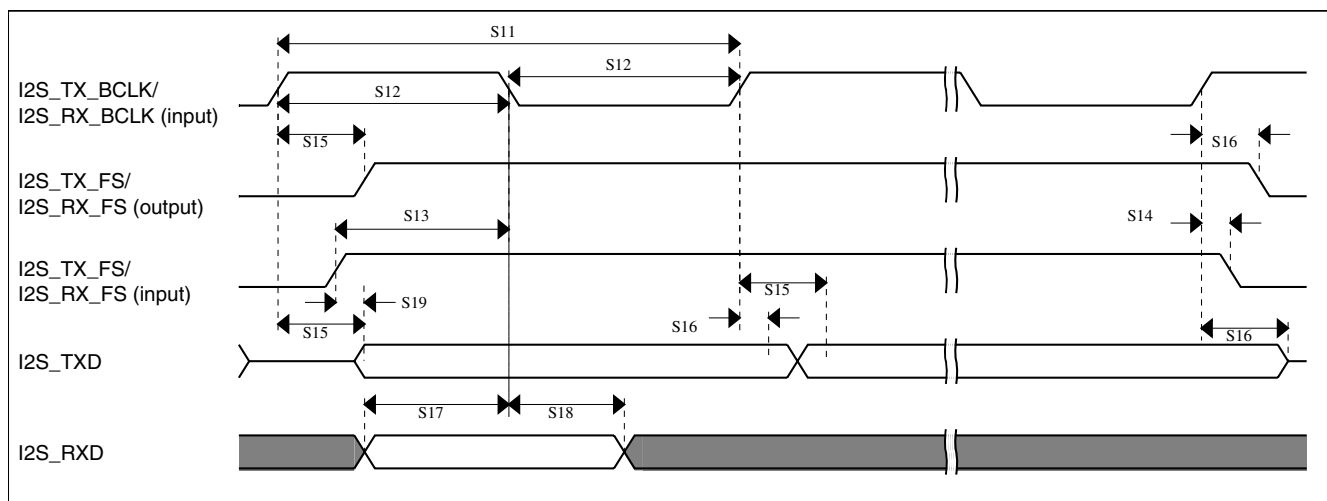 S11
I2S_TX_BCLK/
I2S_RX_BCLK (input)
S12
S12
S15
S16
I2S_TX_FS/
I2S_RX_FS (output)
S13
S14
I2S_TX_FS/
I2S_RX_FS (input)
S19
S15
S15
S16
S16
I2S_TXD
S17
S18
I2S_RXD